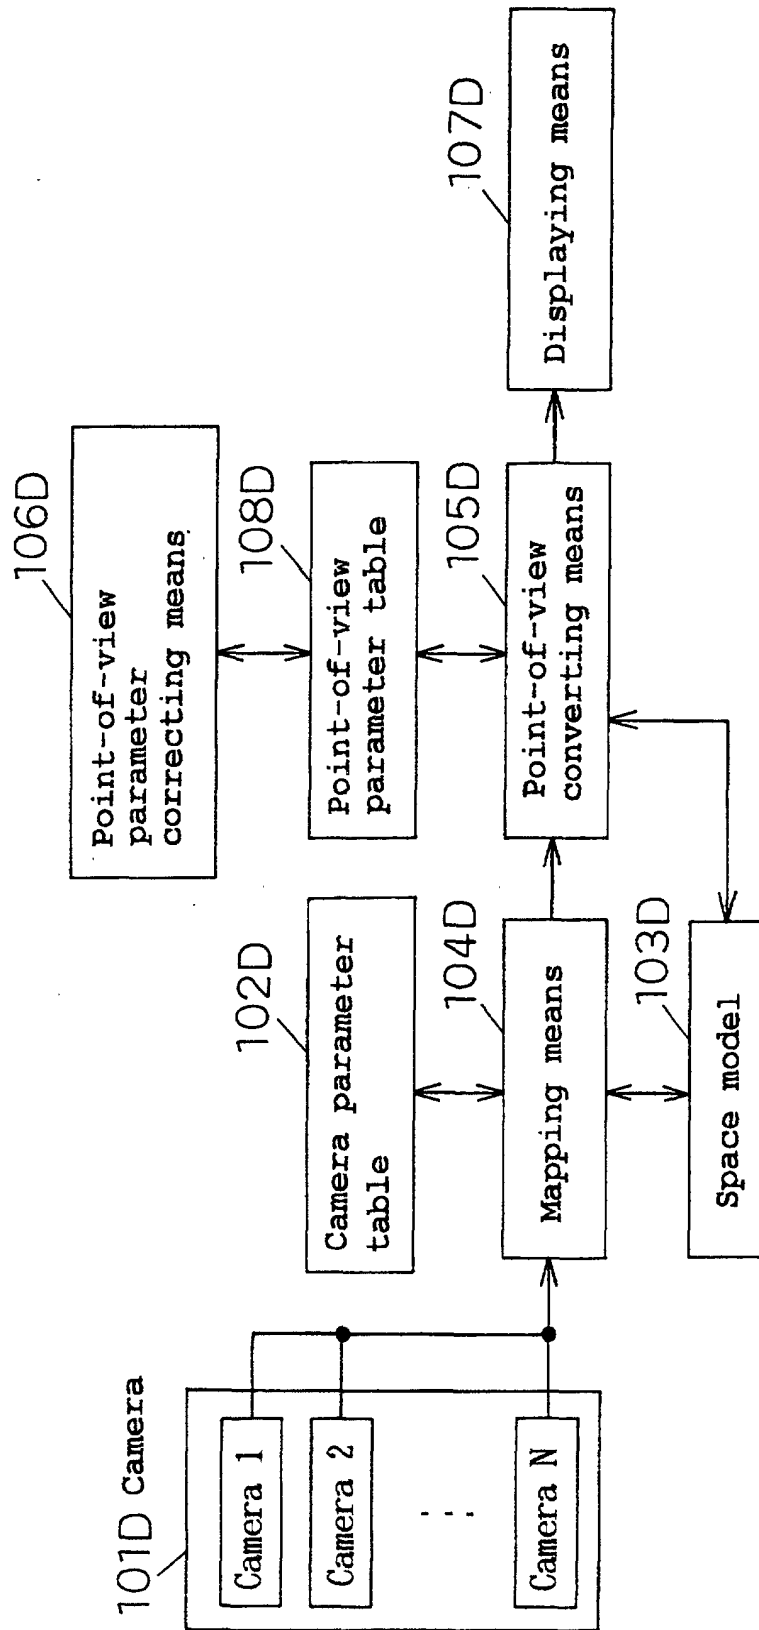 101D Camera
Camera 1
Camera 2
...
Camera N
102D
Camera parameter
table
104D
Mapping means
103D
Space model
106D
Point-of-view
parameter
correcting means
108D
Point-of-view
parameter table
105D
Point-of-view
converting means
107D
Displaying means